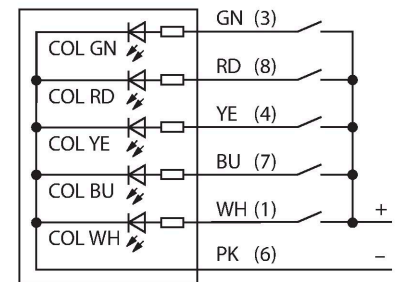 GN (3)
COL GN
RD (8)
COL RD
YE (4)
COL YE
BU (7)
COL BU
WH (1) +
COL WH
PK (6) –